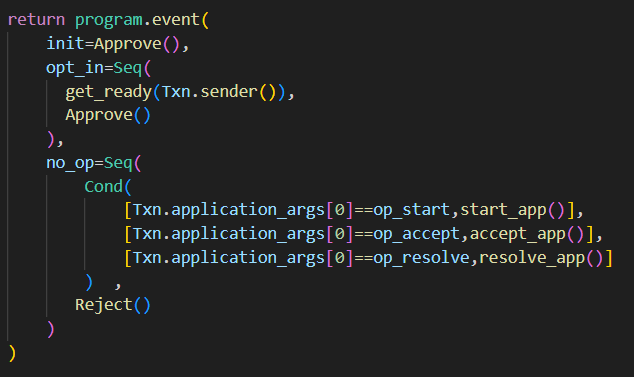 return program.event(
    init=Approve(),
    opt_in=Seq(
      get_ready(Txn.sender()),
      Approve()
    ),
    no_op=Seq(
        Cond(
            [Txn.application_args[0]==op_start,start_app()],
            [Txn.application_args[0]==op_accept,accept_app()],
            [Txn.application_args[0]==op_resolve,resolve_app()]
        )  ,
       Reject()
    )
)